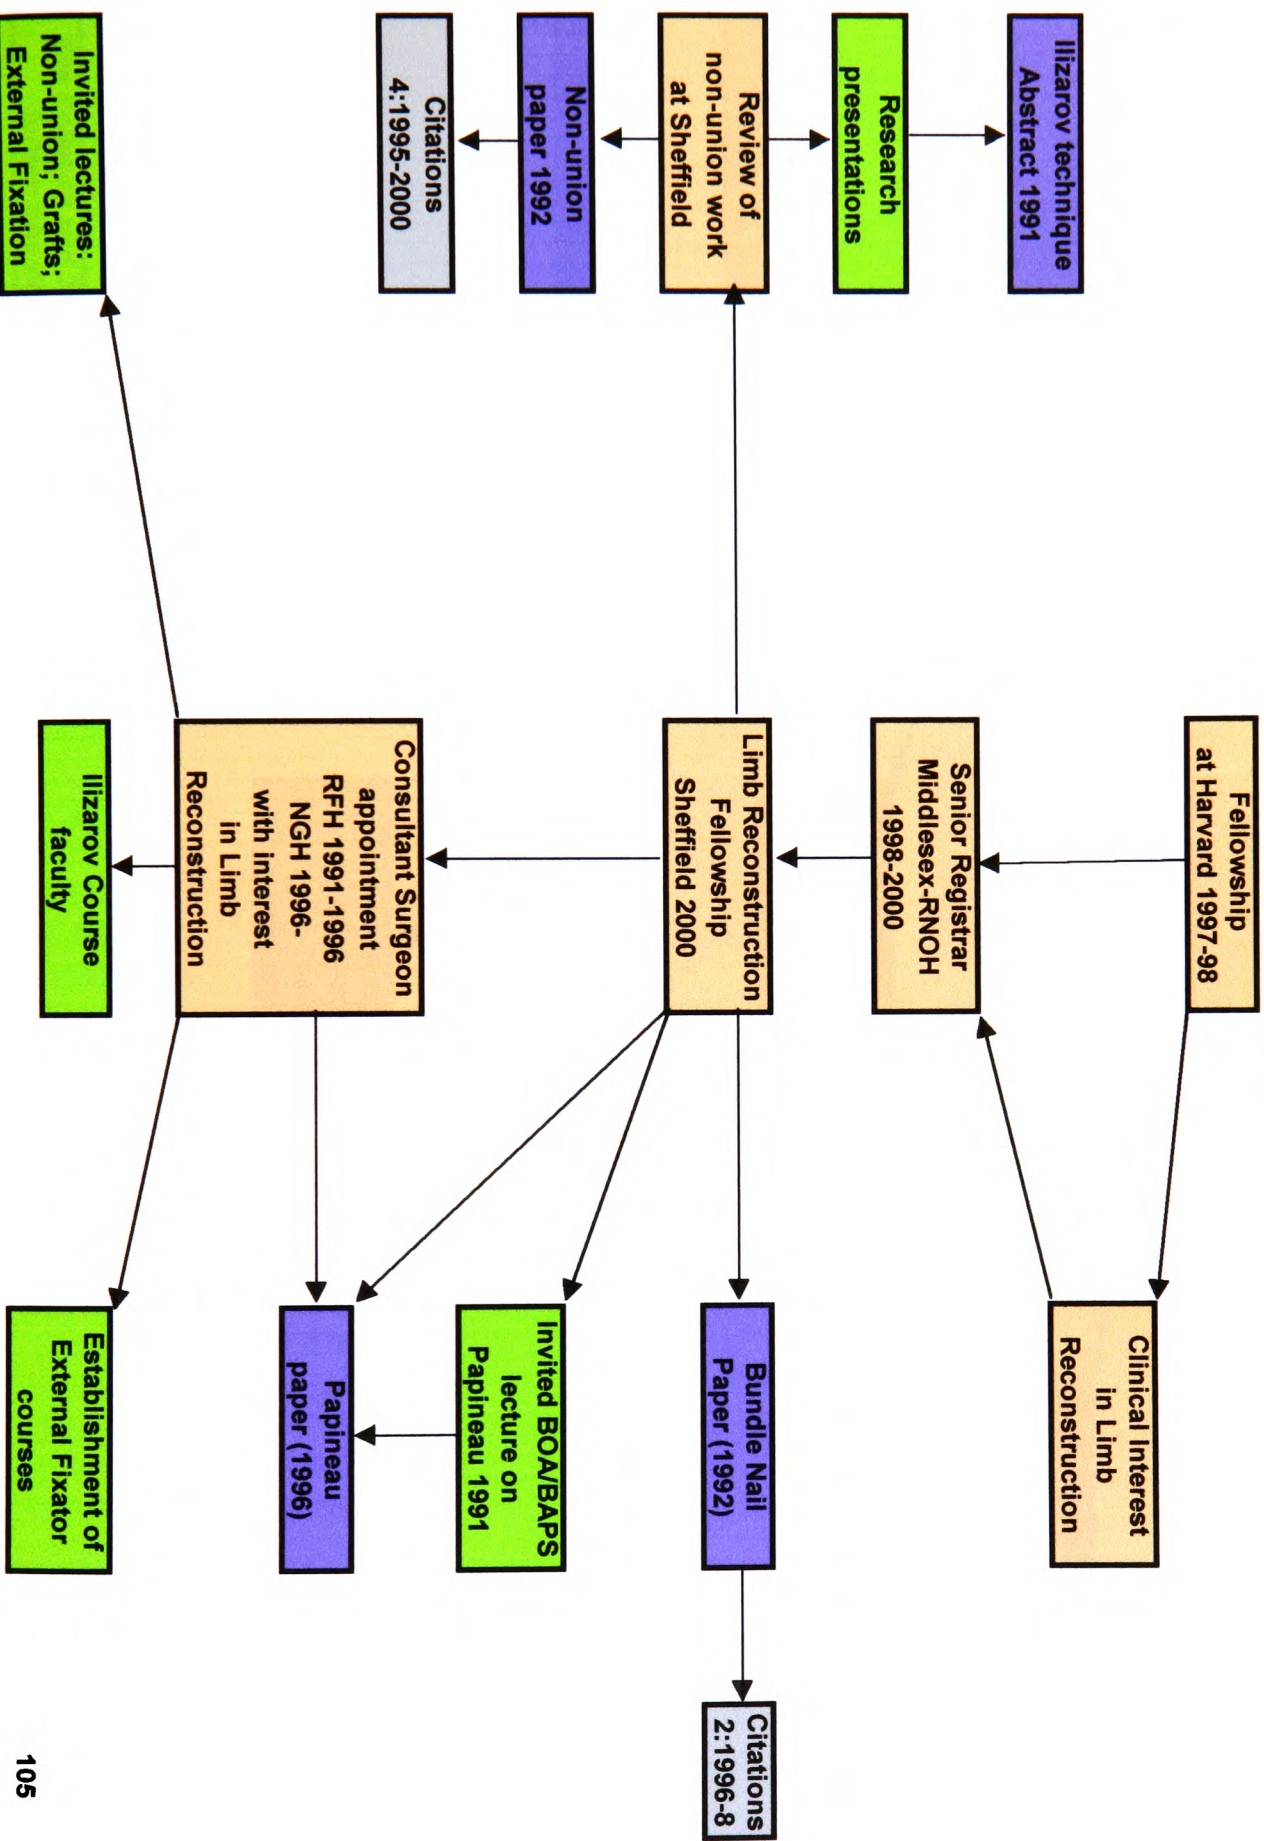 Fellowship
at Harvard 1997-98
Clinical Interest
in Limb
Reconstruction
Ilizarov technique
Abstract 1991
Senior Registrar
Middlesex-RNOH
1998-2000
Research
presentations
Review of
non-union work
at Sheffield
Limb Reconstruction
Fellowship
Sheffield 2000
Bundle Nail
Paper (1992)
Citations
2:1996-8
Non-union
paper 1992
Invited BOA/BAPS
lecture on
Papineau 1991
Citations
4:1995-2000
Consultant Surgeon
appointment
RFH 1991-1996
NGH 1996-
with interest
in Limb
Reconstruction
Papineau
paper (1996)
Invited lectures:
Non-union; Grafts;
External Fixation
Ilizarov Course
faculty
Establishment of
External Fixator
courses
105